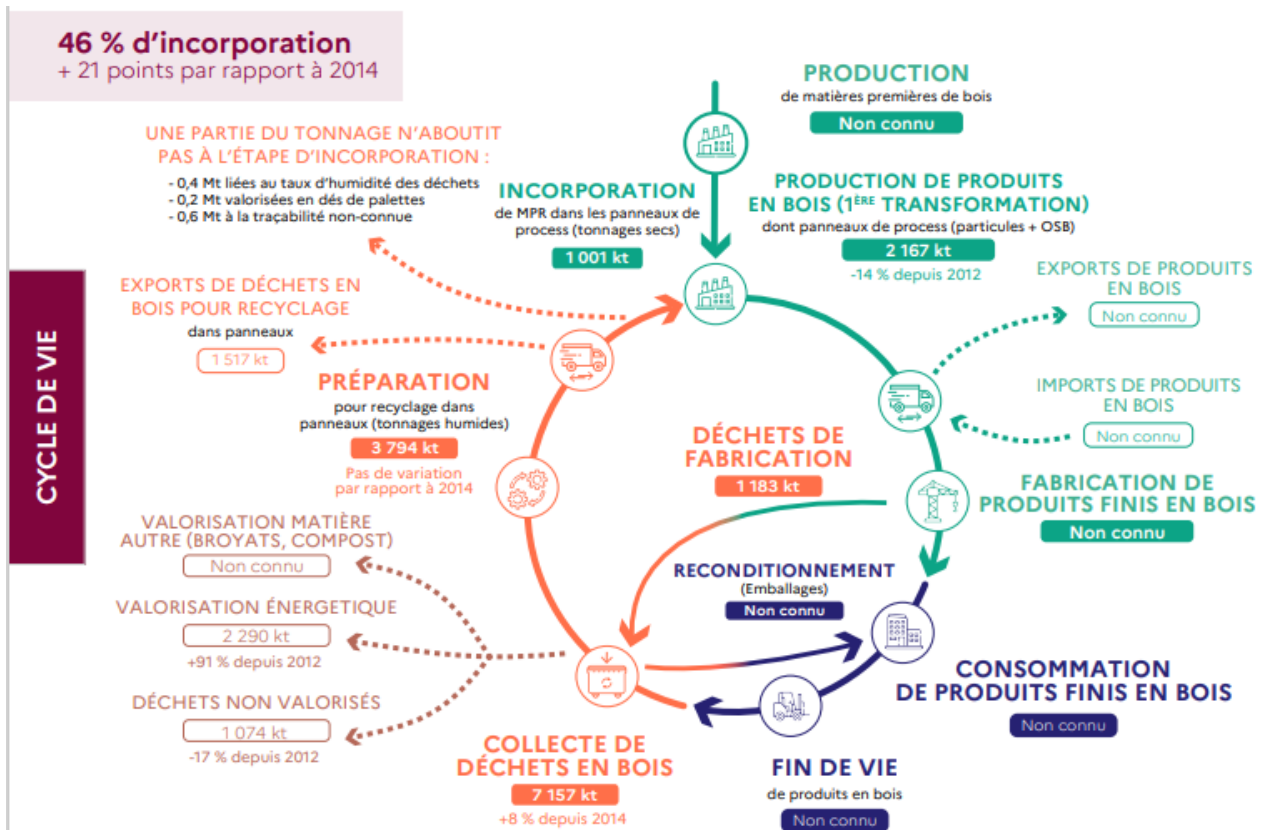 46 % d'incorporation
+ 21 points par rapport à 2014
CYCLE DE VIE
PRODUCTION
de matières premières de bois
Non connu
UNE PARTIE DU TONNAGE N'ABOUTIT
PAS À L'ÉTAPE D'INCORPORATION :
- 0,4 Mt liées au taux d'humidité des déchets
- 0,2 Mt valorisées en dés de palettes
- 0,6 Mt à la traçabilité non-connue
INCORPORATION
de MPR dans les panneaux de
process (tonnages secs)
1 001 kt
PRODUCTION DE PRODUITS
EN BOIS (1ÈRE TRANSFORMATION)
dont panneaux de process (particules + OSB)
2 167 kt
-14 % depuis 2012
EXPORTS DE PRODUITS
EN BOIS
Non connu
IMPORTS DE PRODUITS
EN BOIS
Non connu
EXPORTS DE DÉCHETS EN
BOIS POUR RECYCLAGE
dans panneaux
1 517 kt
PRÉPARATION
pour recyclage dans
panneaux (tonnages humides)
3 794 kt
Pas de variation
par rapport à 2014
DÉCHETS DE
FABRICATION
1 183 kt
FABRICATION DE
PRODUITS FINIS EN BOIS
Non connu
VALORISATION MATIÈRE
AUTRE (BROYATS, COMPOST)
Non connu
VALORISATION ÉNERGETIQUE
2 290 kt
+91 % depuis 2012
DÉCHETS NON VALORISÉS
1 074 kt
-17 % depuis 2012
RECONDITIONNEMENT
(Emballages)
Non connu
CONSOMMATION
DE PRODUITS FINIS EN BOIS
Non connu
COLLECTE DE
DÉCHETS EN BOIS
7 157 kt
+8 % depuis 2014
FIN DE VIE
de produits en bois
Non connu